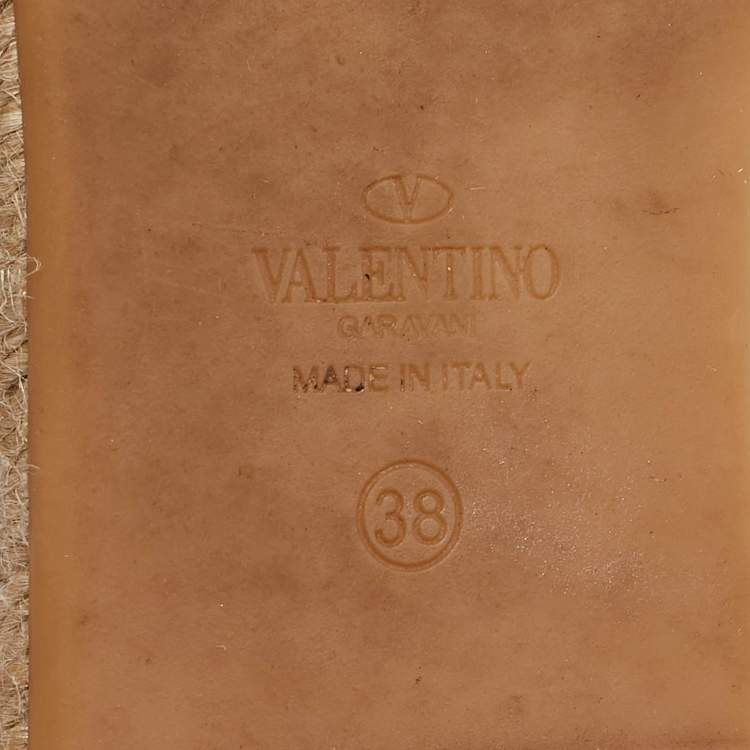 V
VALENTINO
GARAVANI
MADE IN ITALY
38